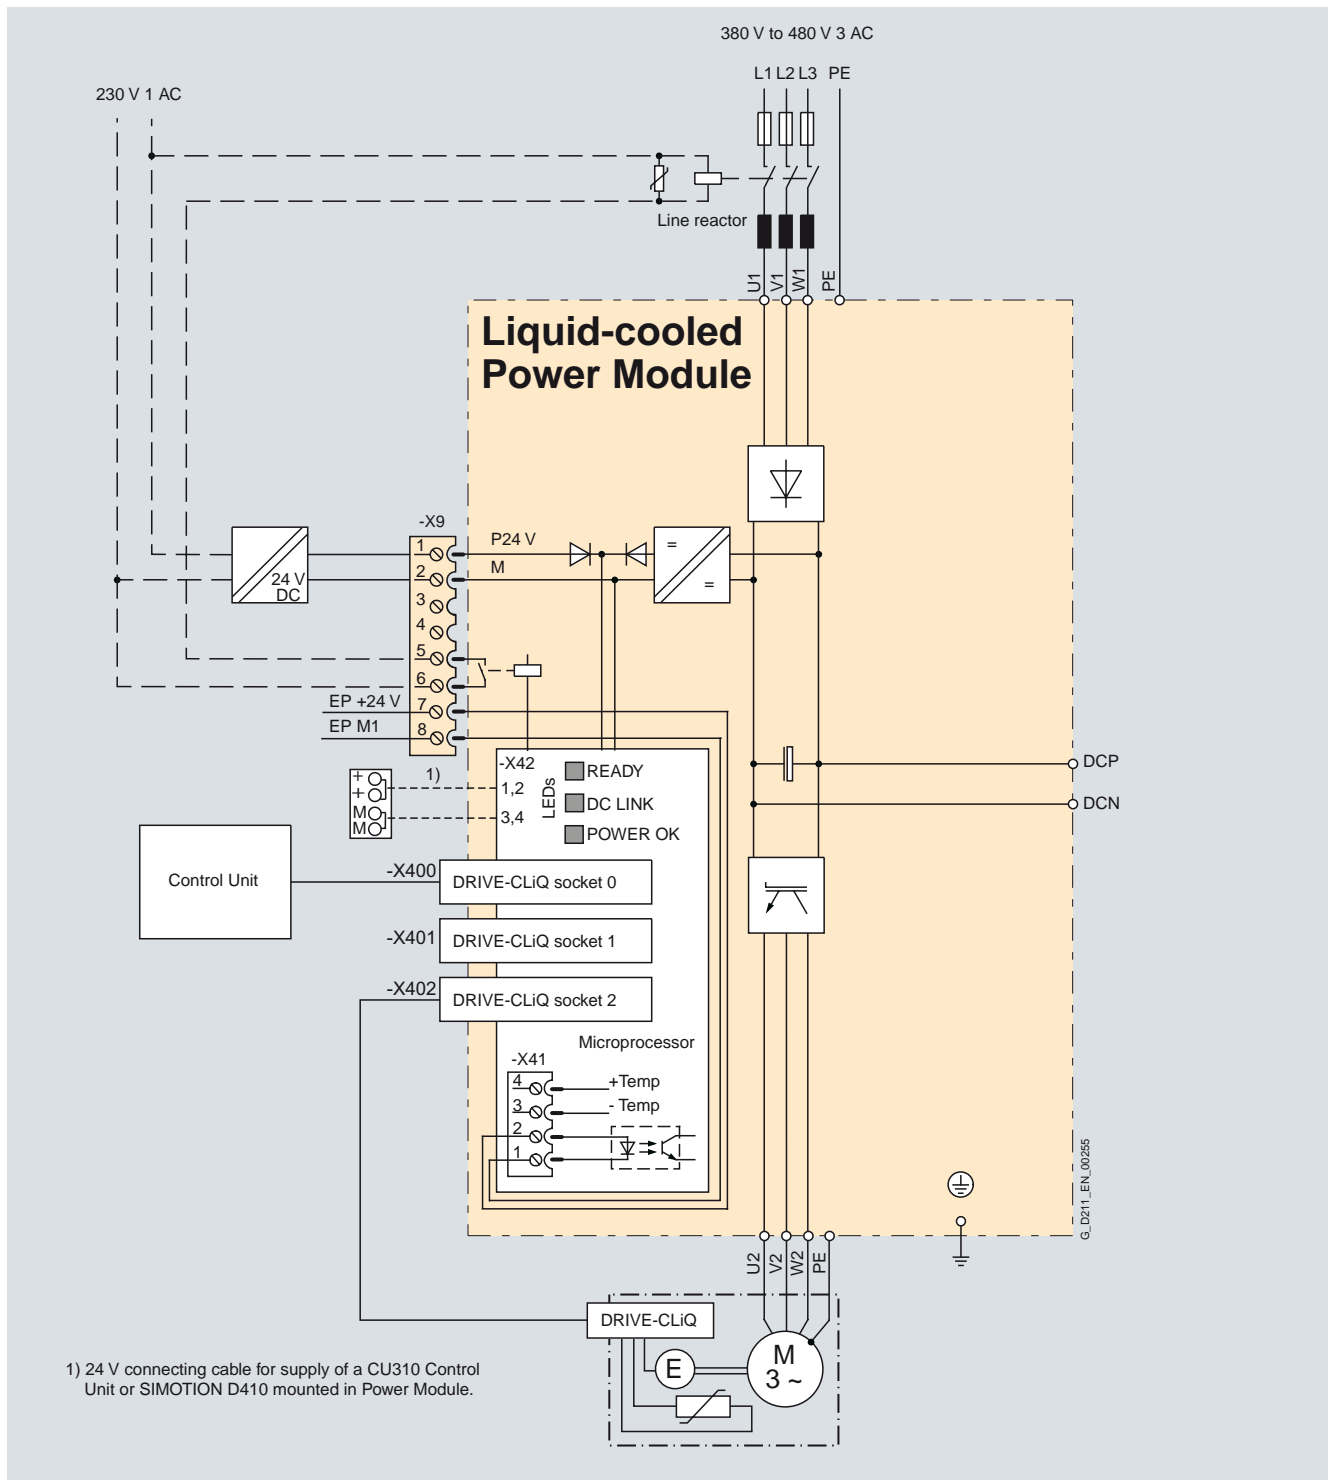 380 V to 480 V 3 AC
L1 L2 L3 PE
230 V 1 AC
Line reactor
U1
V1
W1
PE
Liquid-cooled
Power Module
-X9
1
2
3
4
5
6
7
8
P24 V
M
=
=
24 V
DC
EP +24 V
EP M1
-X42
1,2
3,4
LEDs
READY
DC LINK
POWER OK
1)
+
+
M
M
DCP
DCN
Control Unit
-X400
DRIVE-CLiQ socket 0
-X401
DRIVE-CLiQ socket 1
-X402
DRIVE-CLiQ socket 2
Microprocessor
-X41
4
3
2
1
+Temp
- Temp
G_D211_EN_00255
U2
V2
W2
PE
DRIVE-CLiQ
E
M
3 ~
1) 24 V connecting cable for supply of a CU310 Control
Unit or SIMOTION D410 mounted in Power Module.